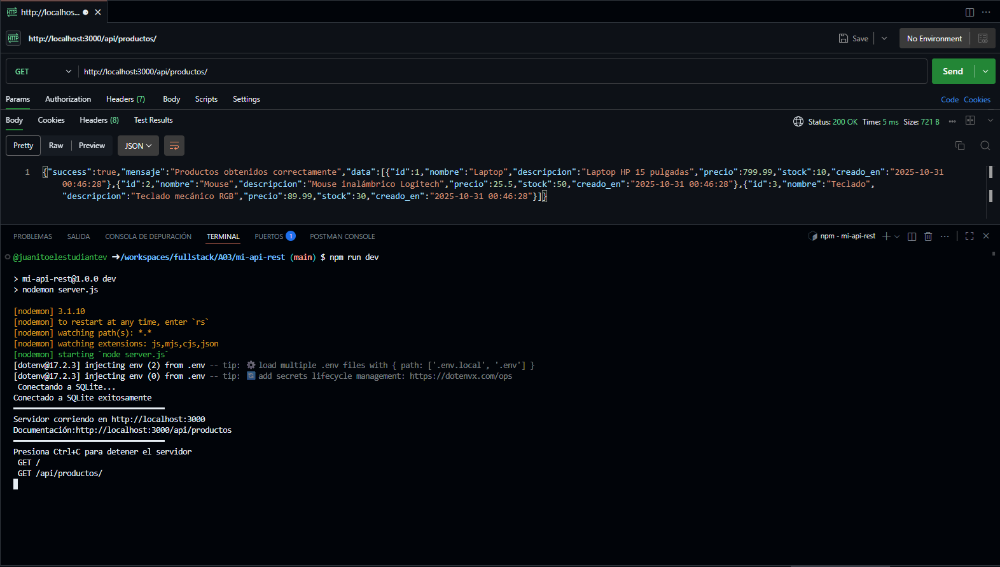 HTTP http://localhos...
HTTP http://localhost:3000/api/productos/
Save
No Environment
GET http://localhost:3000/api/productos/
Send
Params Authorization Headers (7) Body Scripts Settings
Code Cookies
Body Cookies Headers (8) Test Results
Status: 200 OK Time: 5 ms Size: 721 B
Pretty Raw Preview JSON
1 {"success":true,"mensaje":"Productos obtenidos correctamente","data":[{"id":1,"nombre":"Laptop","descripcion":"Laptop HP 15 pulgadas","precio":799.99,"stock":10,"creado_en":"2025-10-31
00:46:28"},{"id":2,"nombre":"Mouse","descripcion":"Mouse inalámbrico Logitech","precio":25.5,"stock":50,"creado_en":"2025-10-31 00:46:28"},{"id":3,"nombre":"Teclado",
"descripcion":"Teclado mecánico RGB","precio":89.99,"stock":30,"creado_en":"2025-10-31 00:46:28"}]}
PROBLEMAS SALIDA CONSOLA DE DEPURACIÓN TERMINAL PUERTOS 1 POSTMAN CONSOLE
npm - mi-api-rest
@juanitoelestudiantev ➜/workspaces/fullstack/A03/mi-api-rest (main) $ npm run dev
> mi-api-rest@1.0.0 dev
> nodemon server.js
[nodemon] 3.1.10
[nodemon] to restart at any time, enter `rs`
[nodemon] watching path(s): *.*
[nodemon] watching extensions: js,mjs,cjs,json
[nodemon] starting `node server.js`
[dotenv@17.2.3] injecting env (2) from .env -- tip: ⚙️ load multiple .env files with { path: ['.env.local', '.env'] }
[dotenv@17.2.3] injecting env (0) from .env -- tip: 🔄 add secrets lifecycle management: https://dotenvx.com/ops
Conectando a SQLite...
Conectado a SQLite exitosamente
Servidor corriendo en http://localhost:3000
Documentación:http://localhost:3000/api/productos
Presiona Ctrl+C para detener el servidor
GET /
GET /api/productos/